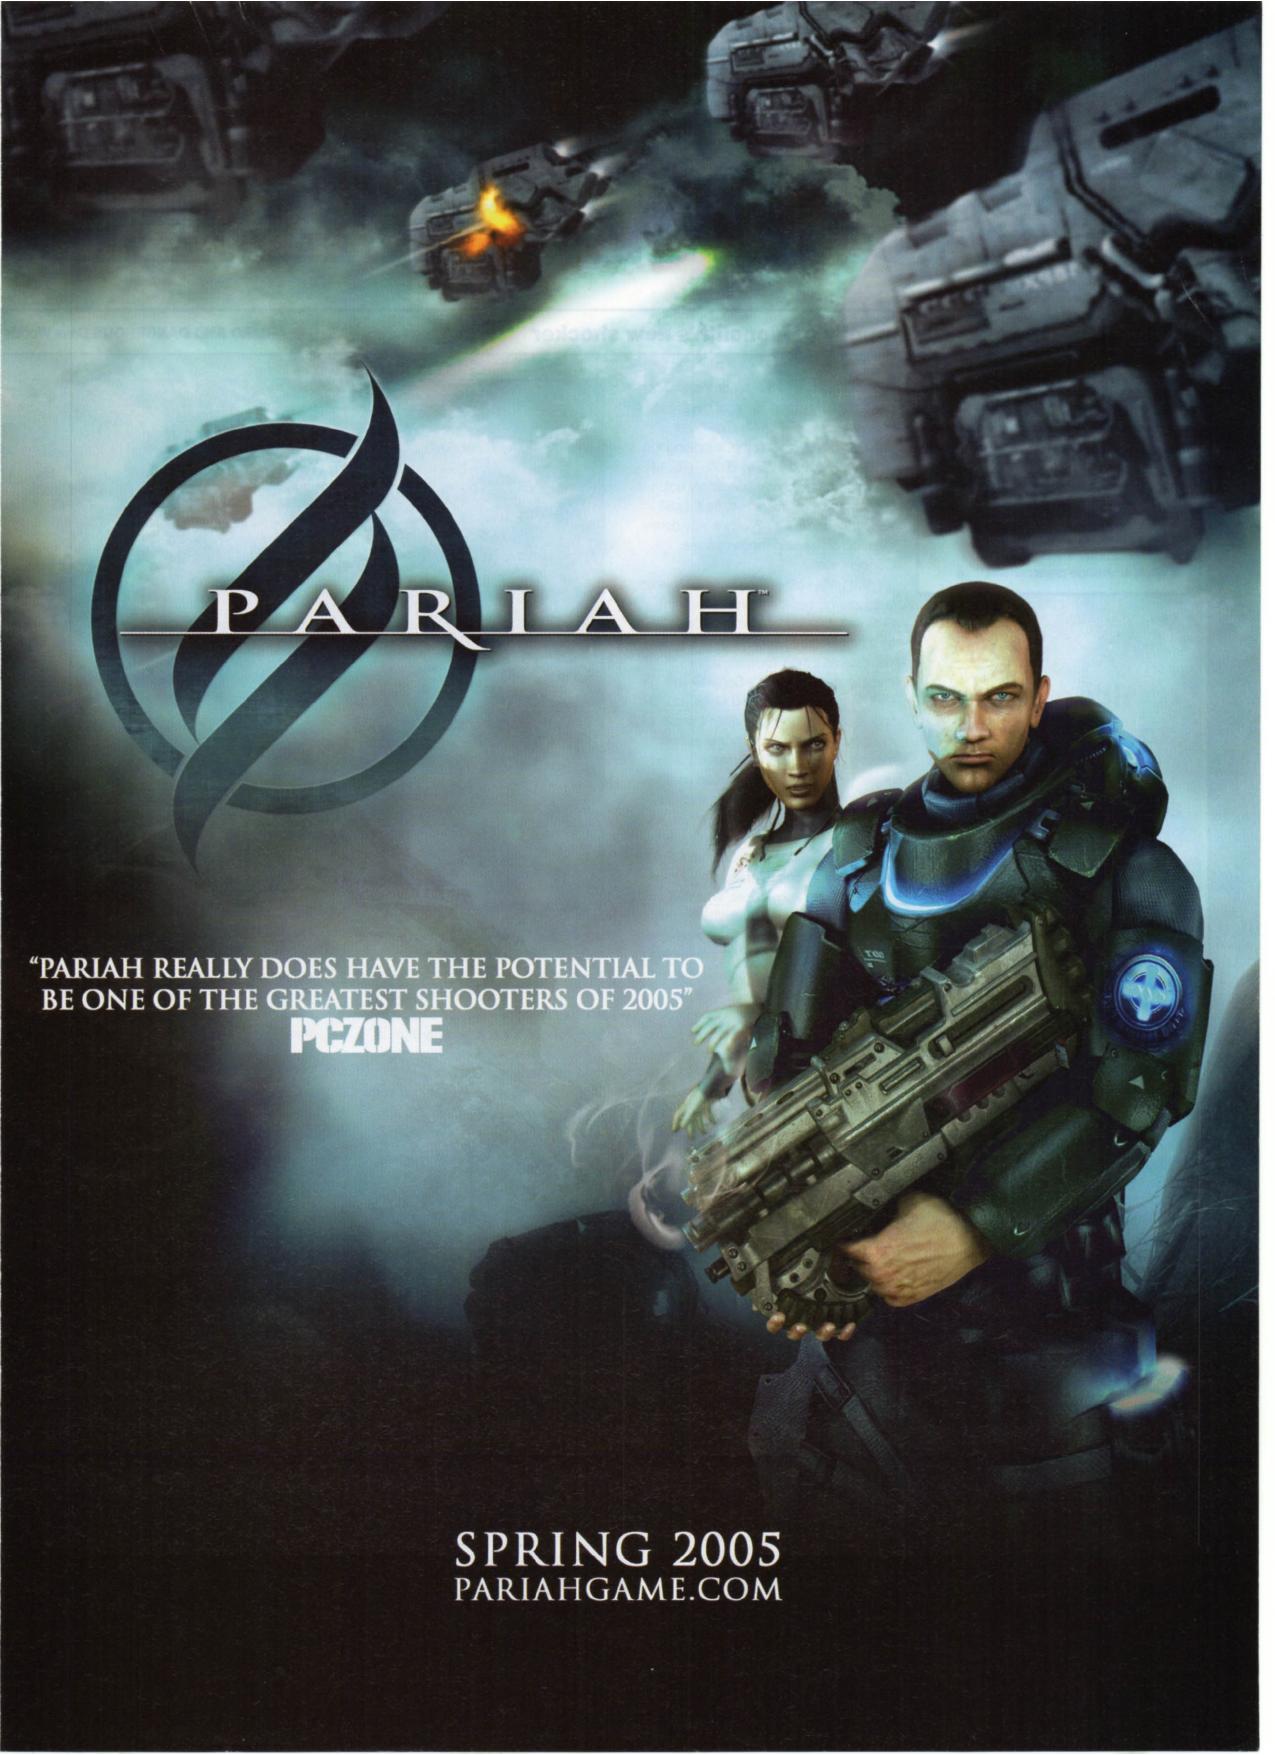 PARIAH™
“PARIAH REALLY DOES HAVE THE POTENTIAL TO
BE ONE OF THE GREATEST SHOOTERS OF 2005”
PCZONE
SPRING 2005
PARIAHGAME.COM